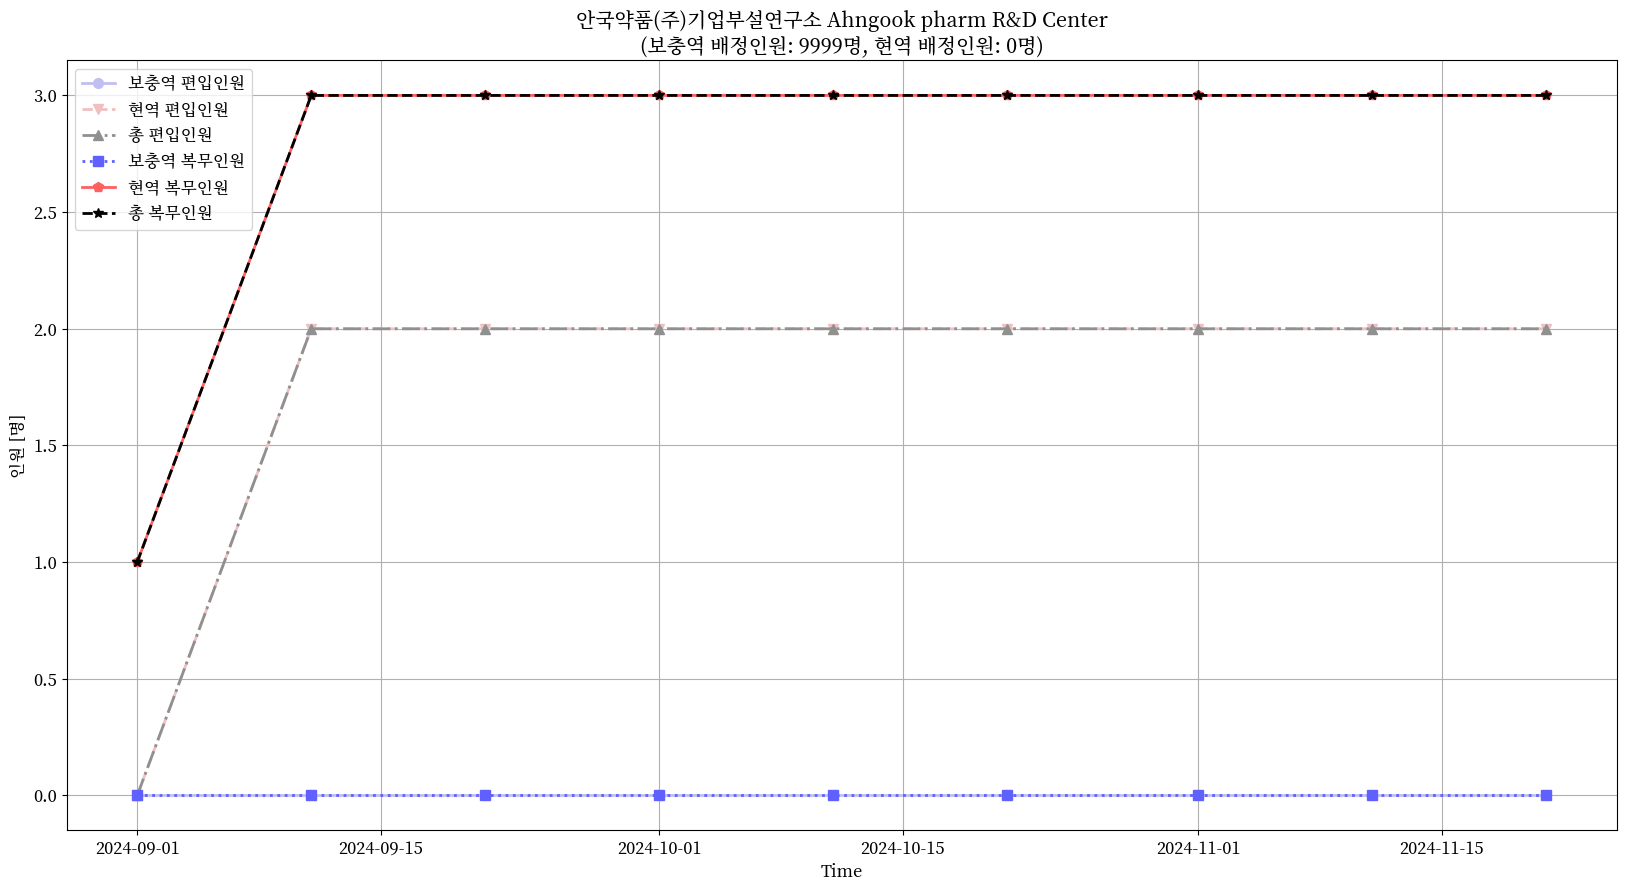 안국약품(주)기업부설연구소 Ahngook pharm R&D Center
(보충역 배정인원: 9999명, 현역 배정인원: 0명)
보충역 편입인원
현역 편입인원
총 편입인원
보충역 복무인원
현역 복무인원
총 복무인원
3.0
2.5
2.0
1.5
1.0
0.5
0.0
인원 [명]
2024-09-01
2024-09-15
2024-10-01
2024-10-15
2024-11-01
2024-11-15
Time